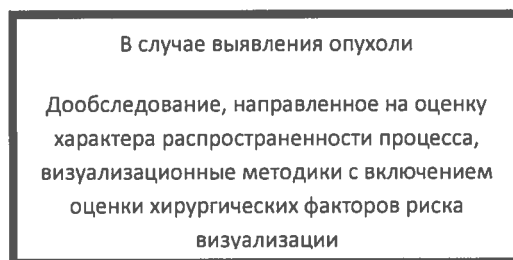 В случае выявления опухоли
Дообследование, направленное на оценку
характера распространенности процесса,
визуализационные методики с включением
оценки хирургических факторов риска
визуализации